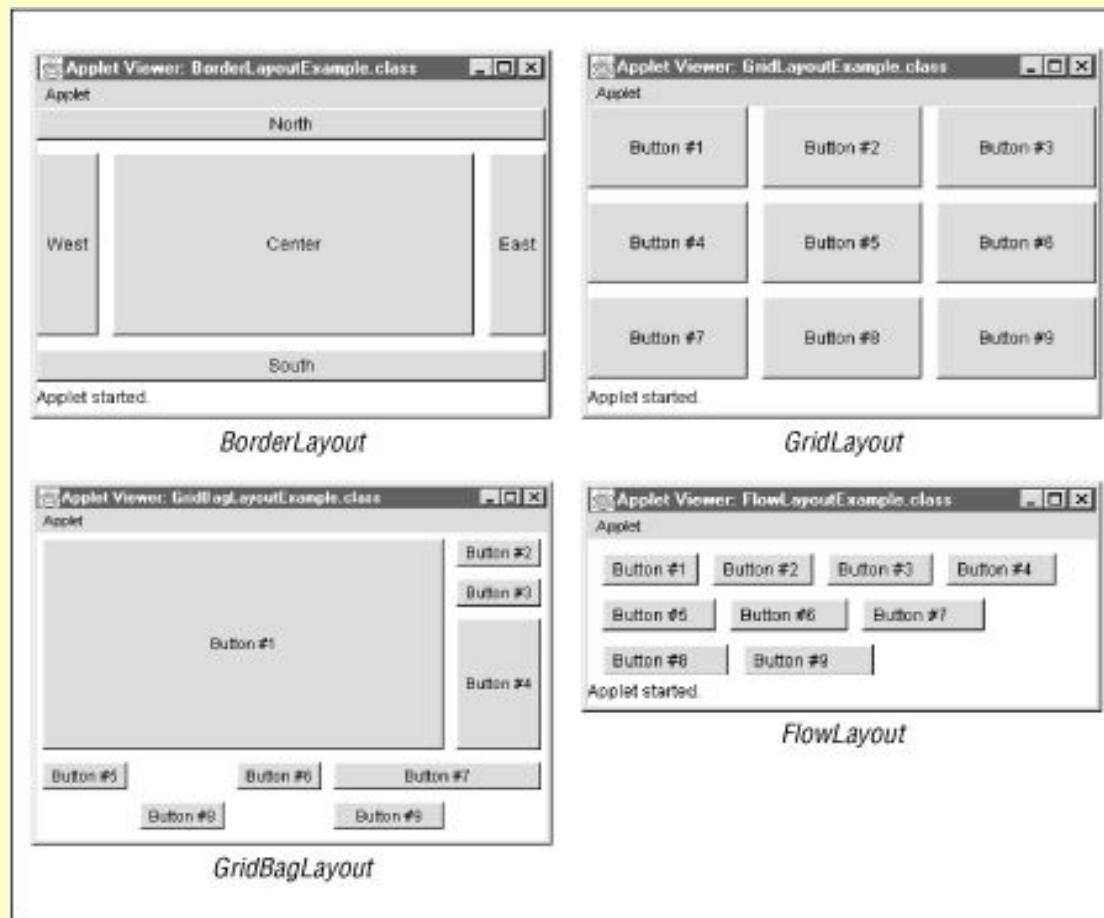 Applet Viewer: BorderLayoutExample.class
Applet
North
West
Center
East
South
Applet started.
BorderLayout
Applet Viewer: GridLayoutExample.class
Applet
Button #1
Button #2
Button #3
Button #4
Button #5
Button #6
Button #7
Button #8
Button #9
Applet started.
GridLayout
Applet Viewer: GridBagLayoutExample.class
Applet
Button #1
Button #2
Button #3
Button #4
Button #5
Button #6
Button #7
Button #8
Button #9
GridBagLayout
Applet Viewer: FlowLayoutExample.class
Applet
Button #1
Button #2
Button #3
Button #4
Button #5
Button #6
Button #7
Button #8
Button #9
Applet started.
FlowLayout